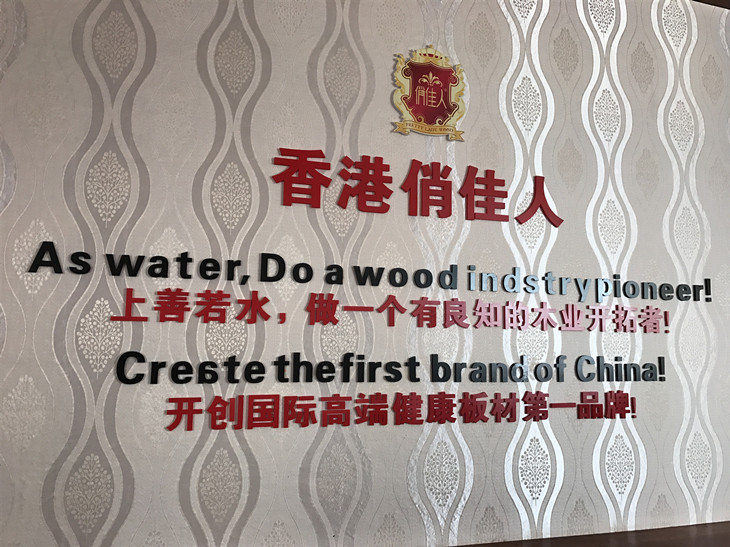 俏佳人
香港俏佳人
As water, Do a wood indstry pioneer!
上善若水，做一个有良知的木业开拓者!
Create the first brand of China!
开创国际高端健康板材第一品牌!